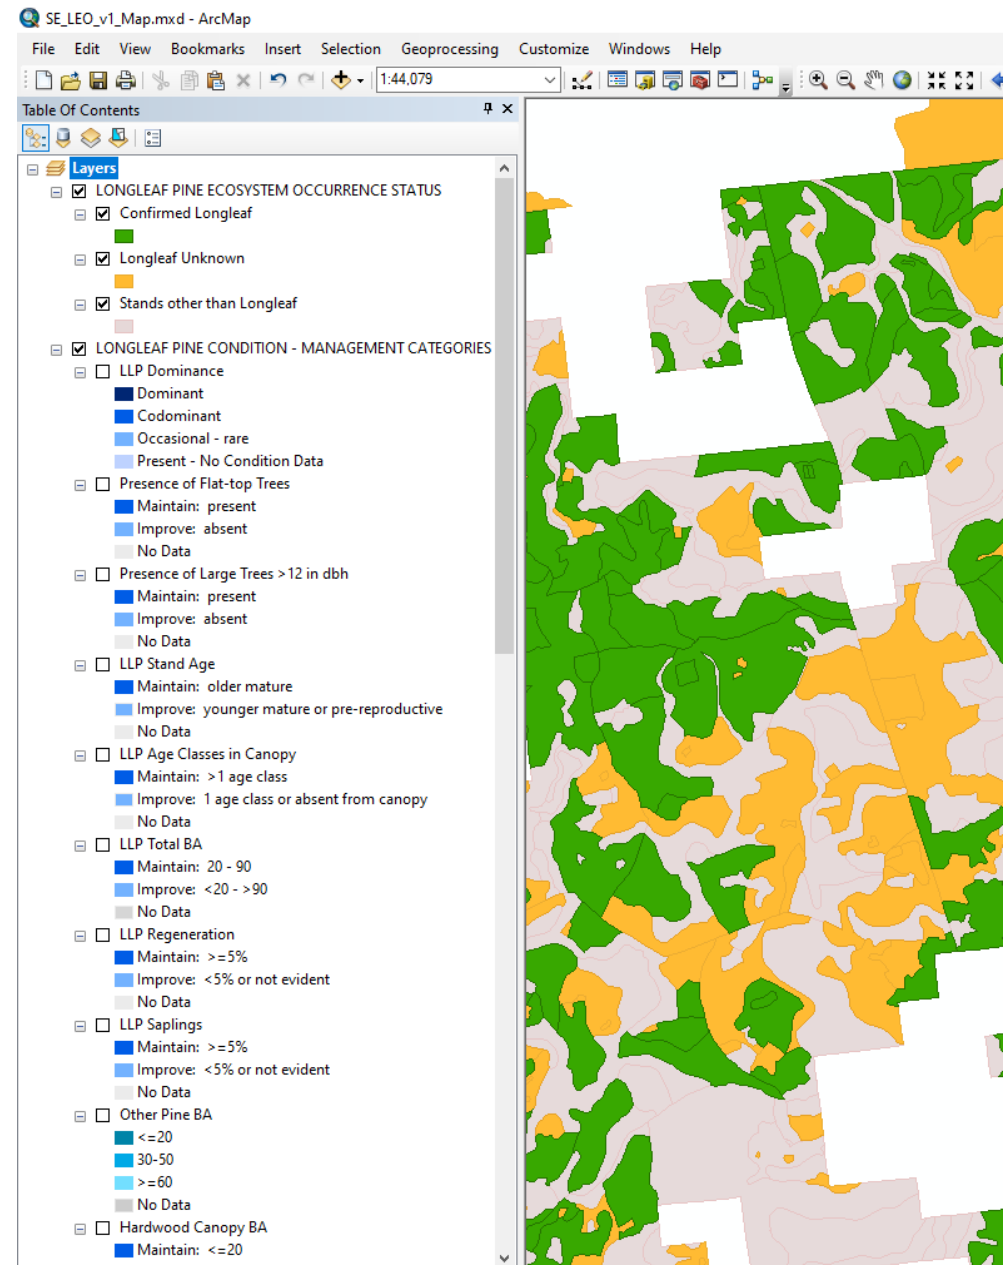 SE_LEO_v1_Map.mxd - ArcMap
File Edit View Bookmarks Insert Selection Geoprocessing Customize Windows Help
1:44,079
Table Of Contents
Layers
LONGLEAF PINE ECOSYSTEM OCCURRENCE STATUS
Confirmed Longleaf
Longleaf Unknown
Stands other than Longleaf
LONGLEAF PINE CONDITION - MANAGEMENT CATEGORIES
LLP Dominance
Dominant
Codominant
Occasional - rare
Present - No Condition Data
Presence of Flat-top Trees
Maintain: present
Improve: absent
No Data
Presence of Large Trees >12 in dbh
Maintain: present
Improve: absent
No Data
LLP Stand Age
Maintain: older mature
Improve: younger mature or pre-reproductive
No Data
LLP Age Classes in Canopy
Maintain: >1 age class
Improve: 1 age class or absent from canopy
No Data
LLP Total BA
Maintain: 20 - 90
Improve: <20 - >90
No Data
LLP Regeneration
Maintain: >=5%
Improve: <5% or not evident
No Data
LLP Saplings
Maintain: >=5%
Improve: <5% or not evident
No Data
Other Pine BA
<=20
30-50
>=60
No Data
Hardwood Canopy BA
Maintain: <=20